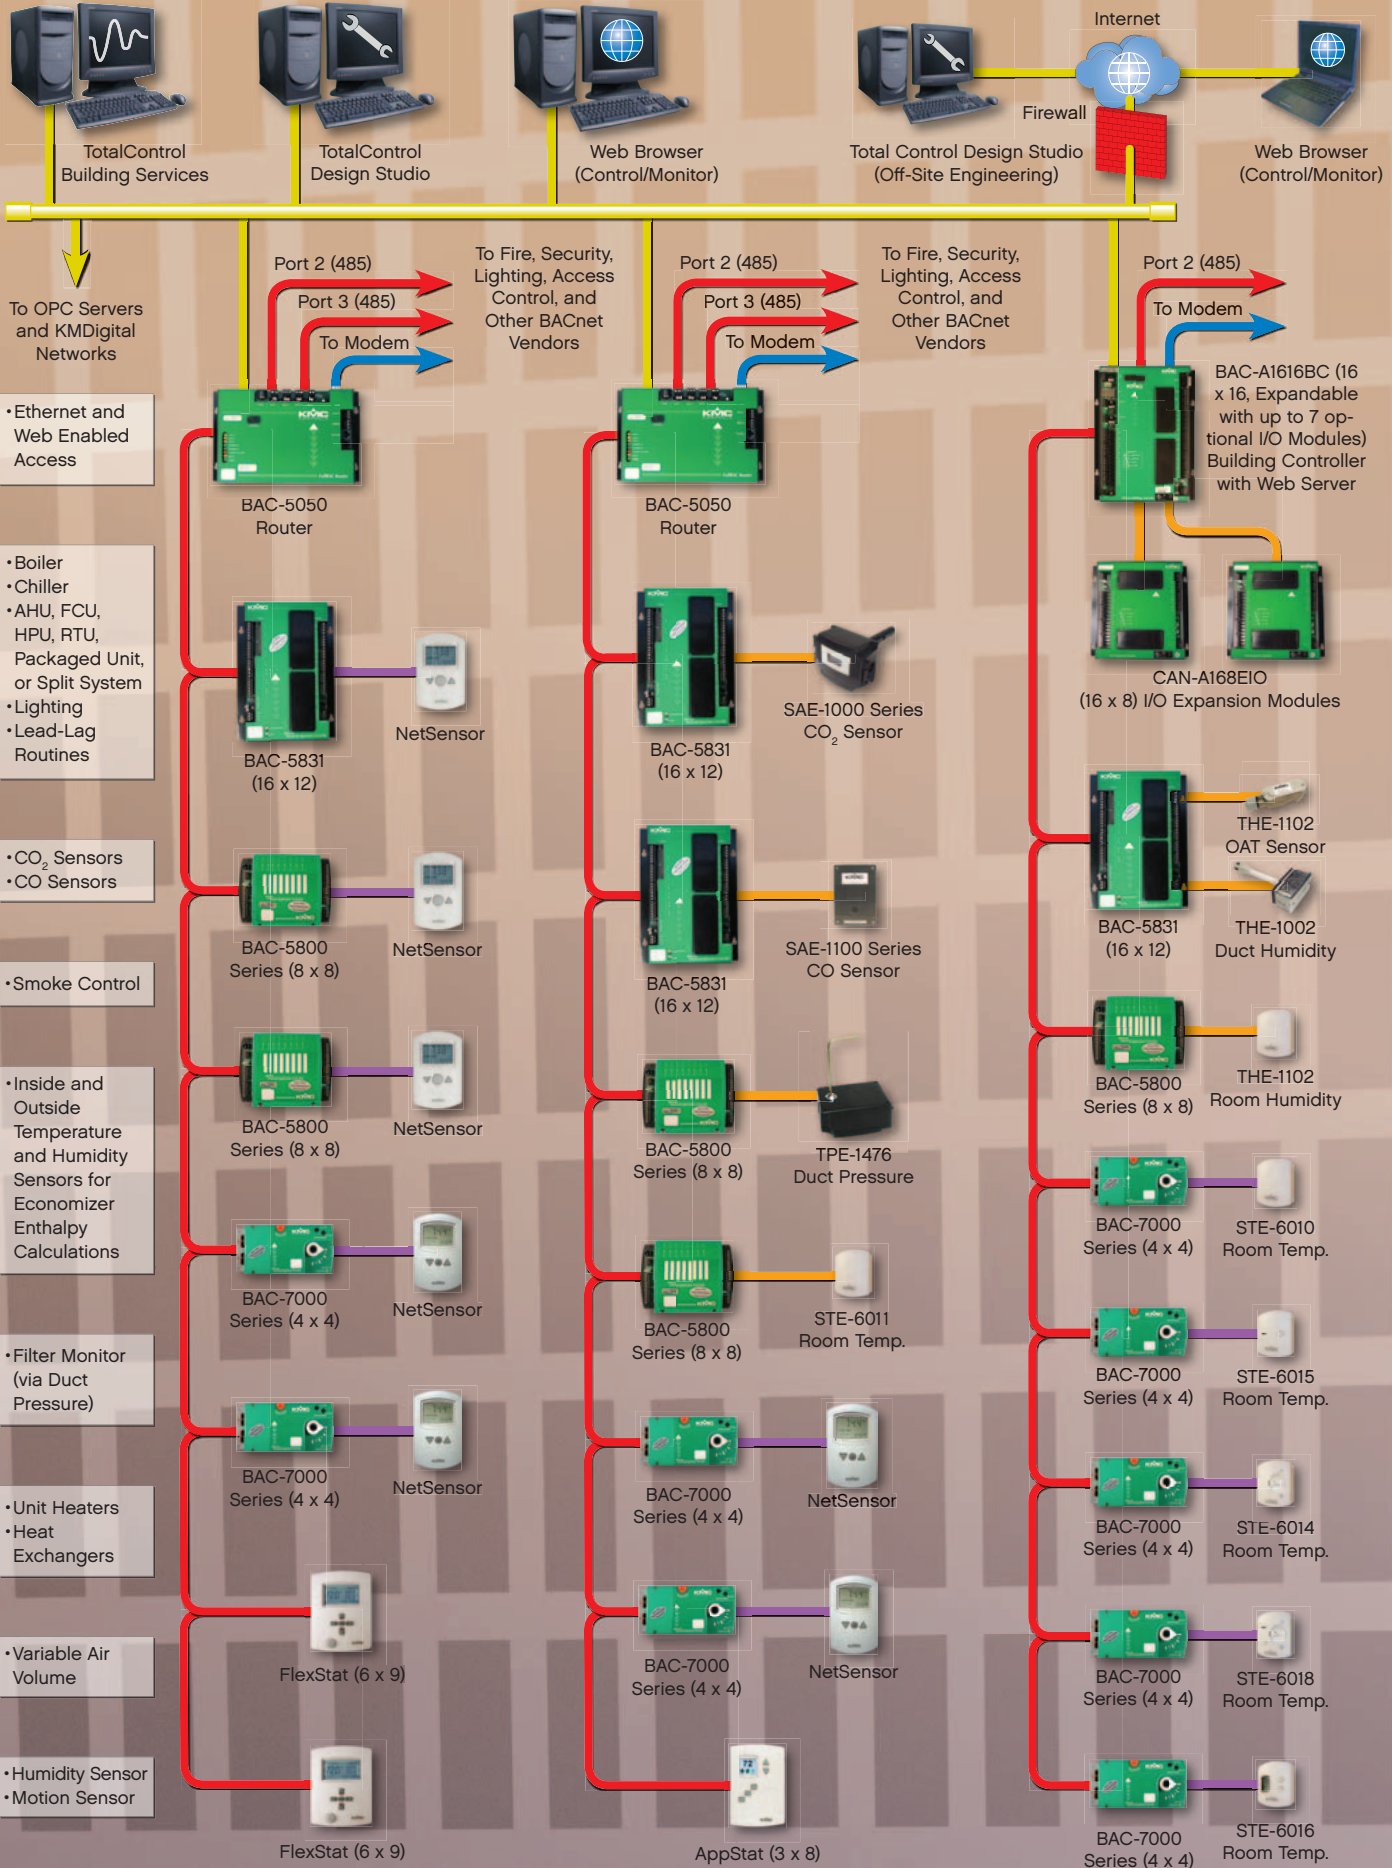 Internet
Firewall
TotalControl
Building Services
TotalControl
Design Studio
Web Browser
(Control/Monitor)
Total Control Design Studio
(Off-Site Engineering)
Web Browser
(Control/Monitor)
To OPC Servers
and KMDigital
Networks
Port 2 (485)
Port 3 (485)
To Modem
To Fire, Security,
Lighting, Access
Control, and
Other BACnet
Vendors
Port 2 (485)
Port 3 (485)
To Modem
To Fire, Security,
Lighting, Access
Control, and
Other BACnet
Vendors
Port 2 (485)
To Modem
BAC-A1616BC (16
x 16, Expandable
with up to 7 op-
tional I/O Modules)
Building Controller
with Web Server
•Ethernet and
Web Enabled
Access
•Boiler
•Chiller
•AHU, FCU,
HPU, RTU,
Packaged Unit,
or Split System
•Lighting
•Lead-Lag
Routines
•CO2 Sensors
•CO Sensors
•Smoke Control
•Inside and
Outside
Temperature
and Humidity
Sensors for
Economizer
Enthalpy
Calculations
•Filter Monitor
(via Duct
Pressure)
•Unit Heaters
•Heat
Exchangers
•Variable Air
Volume
•Humidity Sensor
•Motion Sensor
KMC
BAC-5050
Router
BAC-5831
(16 x 12)
NetSensor
BAC-5800
Series (8 x 8)
NetSensor
BAC-5800
Series (8 x 8)
NetSensor
BAC-7000
Series (4 x 4)
NetSensor
BAC-7000
Series (4 x 4)
NetSensor
FlexStat (6 x 9)
FlexStat (6 x 9)
KMC
BAC-5050
Router
BAC-5831
(16 x 12)
SAE-1000 Series
CO2 Sensor
BAC-5831
(16 x 12)
SAE-1100 Series
CO Sensor
BAC-5800
Series (8 x 8)
TPE-1476
Duct Pressure
BAC-5800
Series (8 x 8)
STE-6011
Room Temp.
BAC-7000
Series (4 x 4)
NetSensor
BAC-7000
Series (4 x 4)
NetSensor
72
AppStat (3 x 8)
CAN-A168EIO
(16 x 8) I/O Expansion Modules
BAC-5831
(16 x 12)
THE-1102
OAT Sensor
THE-1002
Duct Humidity
BAC-5800
Series (8 x 8)
THE-1102
Room Humidity
BAC-7000
Series (4 x 4)
STE-6010
Room Temp.
BAC-7000
Series (4 x 4)
STE-6015
Room Temp.
BAC-7000
Series (4 x 4)
STE-6014
Room Temp.
BAC-7000
Series (4 x 4)
STE-6018
Room Temp.
BAC-7000
Series (4 x 4)
STE-6016
Room Temp.